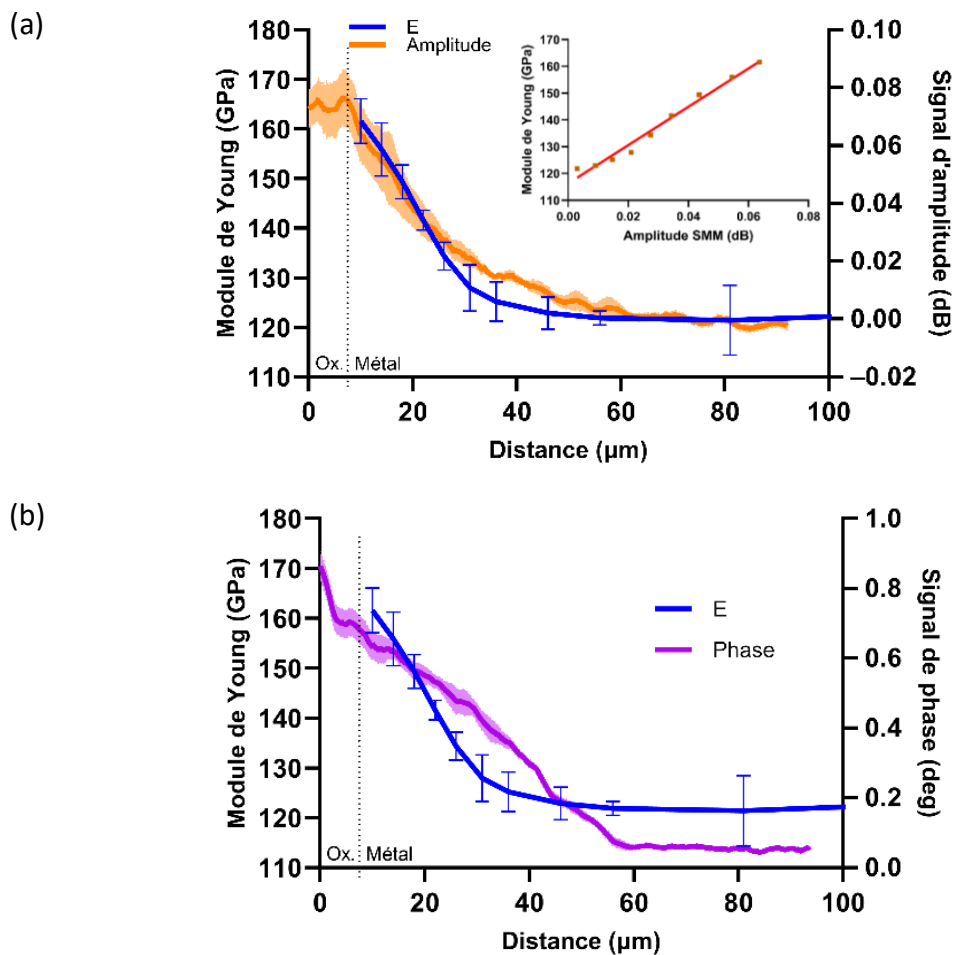 (a)
E
Amplitude
180
170
160
150
140
130
120
110
Module de Young (GPa)
0.10
0.08
0.06
0.04
0.02
0.00
−0.02
Signal d'amplitude (dB)
170
160
150
140
130
120
110
Module de Young (GPa)
0.00 0.02 0.04 0.06 0.08
Amplitude SMM (dB)
Ox. Métal
0 20 40 60 80 100
Distance (µm)
(b)
180
170
160
150
140
130
120
110
Module de Young (GPa)
E
Phase
1.0
0.8
0.6
0.4
0.2
0.0
Signal de phase (deg)
Ox. Métal
0 20 40 60 80 100
Distance (µm)